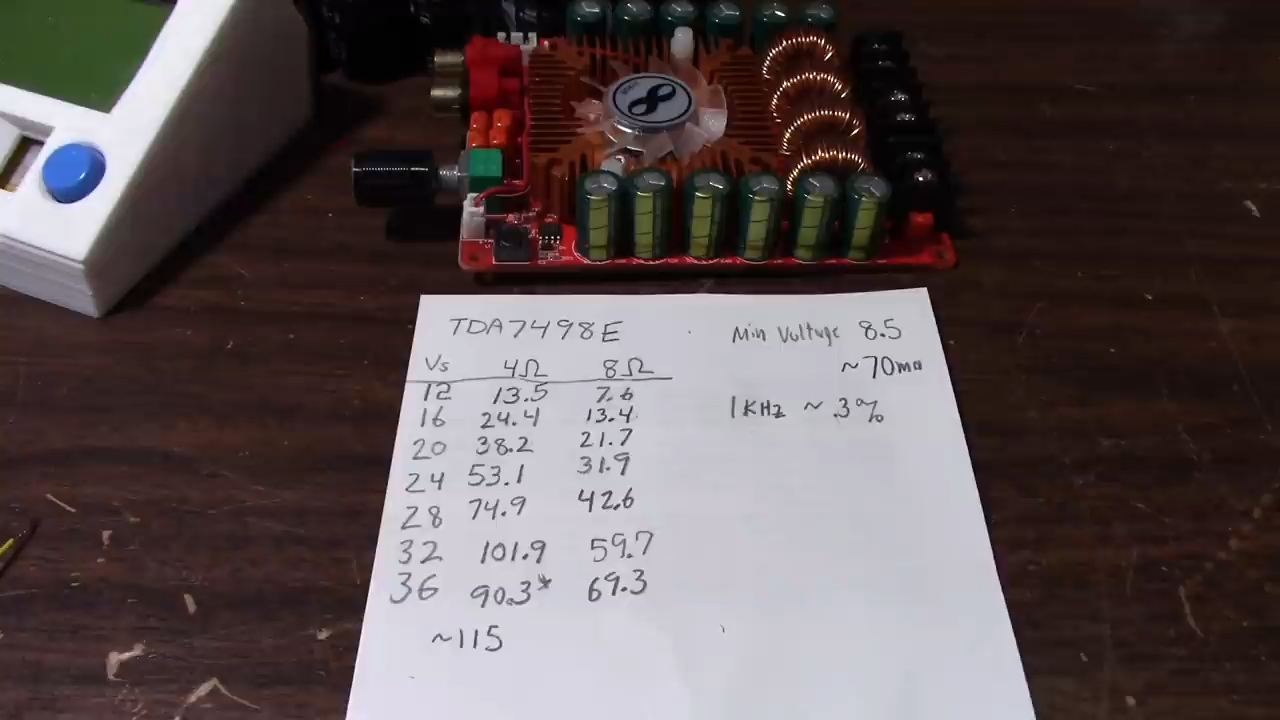 TDA7498E
Vs 4Ω 8Ω
12 13.5 7.6
16 24.4 13.4
20 38.2 21.7
24 53.1 31.9
28 74.9 42.6
32 101.9 59.7
36 90.3* 69.3
~115
Min Voltage 8.5
~70ma
1KHz ~ .3%